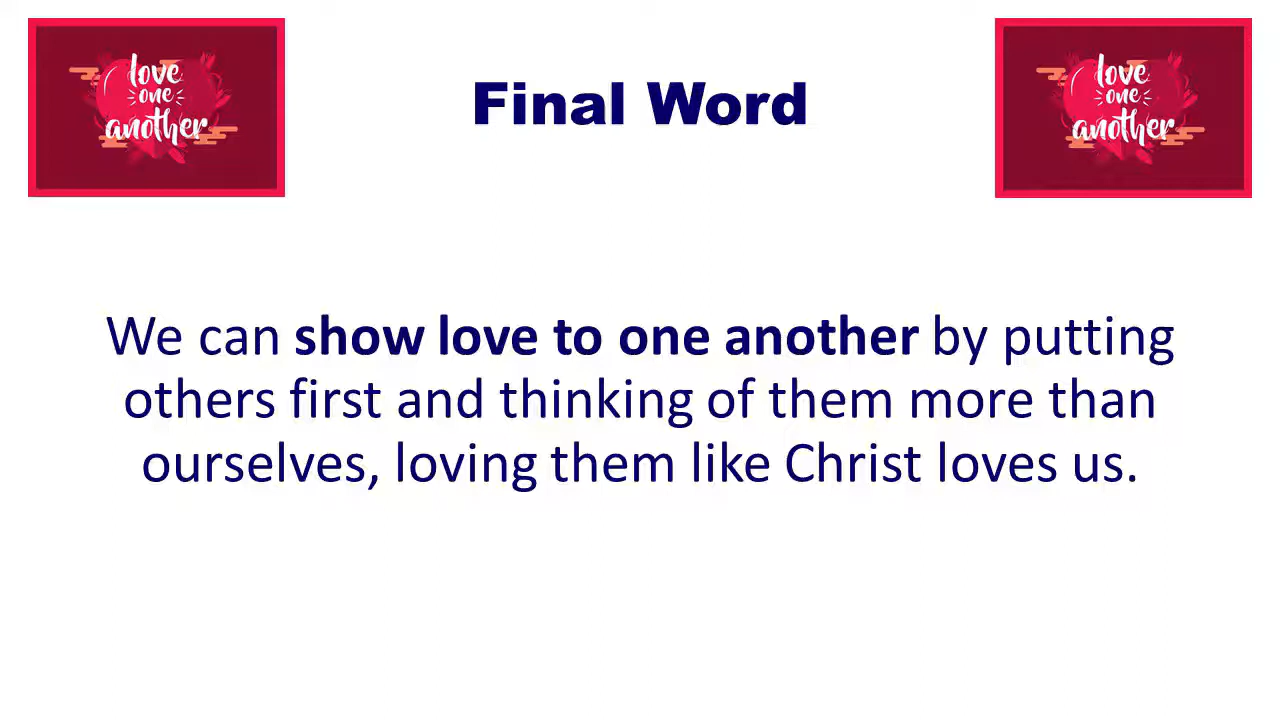 love
one
another
Final Word
love
one
another
We can show love to one another by putting
others first and thinking of them more than
ourselves, loving them like Christ loves us.